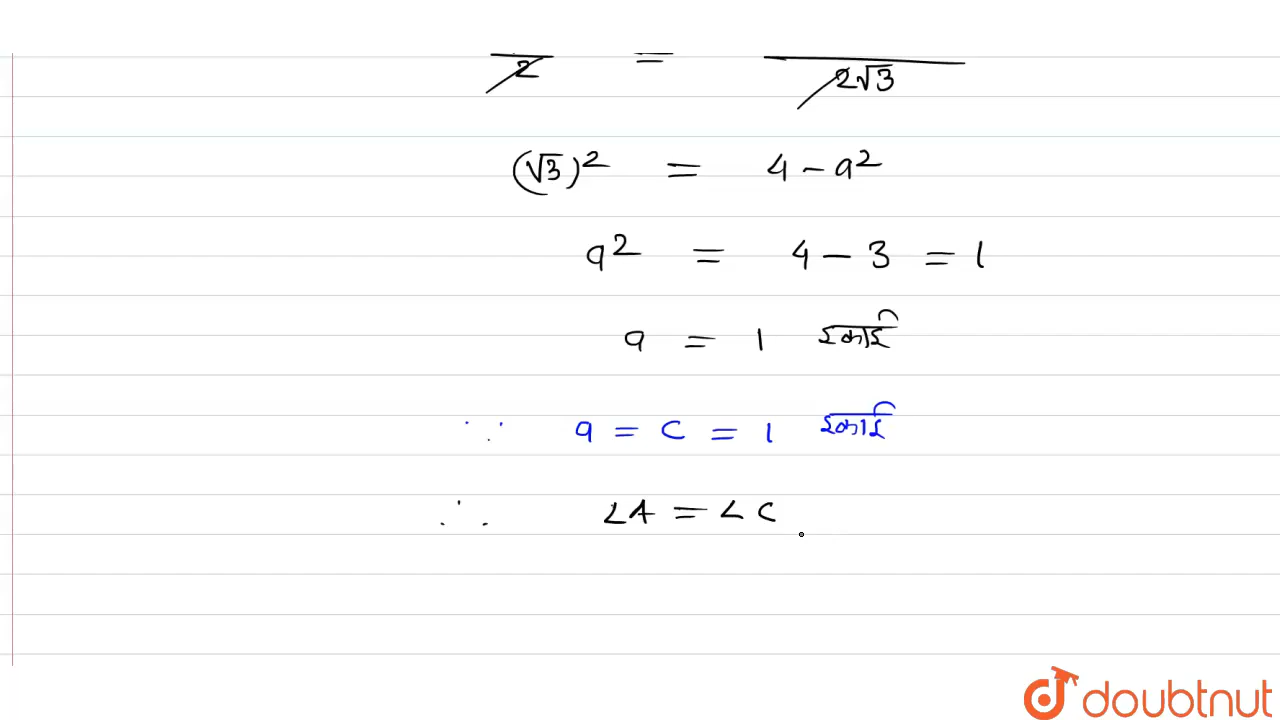 2 = 2√3
(√3)² = 4 - a²
a² = 4 - 3 = 1
a = 1 इकाई
∵ a = c = 1 इकाई
∴ ∠A = ∠C
doubtnut